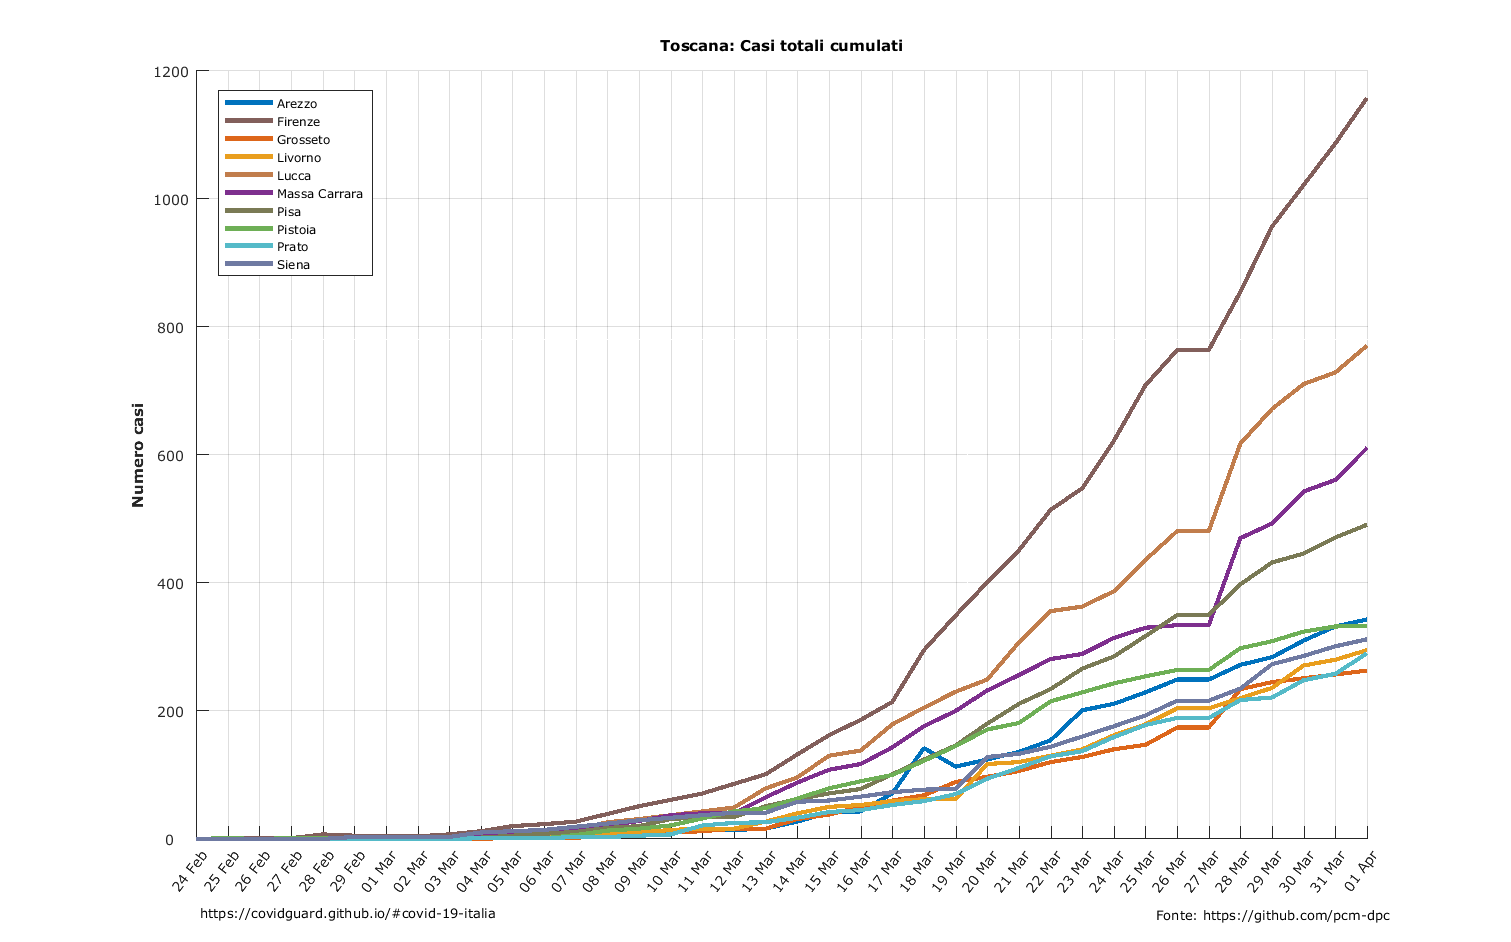 Toscana: Casi totali cumulati
1200
1000
800
600
400
200
0
Numero casi
Arezzo
Firenze
Grosseto
Livorno
Lucca
Massa Carrara
Pisa
Pistoia
Prato
Siena
24 Feb
25 Feb
26 Feb
27 Feb
28 Feb
29 Feb
01 Mar
02 Mar
03 Mar
04 Mar
05 Mar
06 Mar
07 Mar
08 Mar
09 Mar
10 Mar
11 Mar
12 Mar
13 Mar
14 Mar
15 Mar
16 Mar
17 Mar
18 Mar
19 Mar
20 Mar
21 Mar
22 Mar
23 Mar
24 Mar
25 Mar
26 Mar
27 Mar
28 Mar
29 Mar
30 Mar
31 Mar
01 Apr
https://covidguard.github.io/#covid-19-italia
Fonte: https://github.com/pcm-dpc